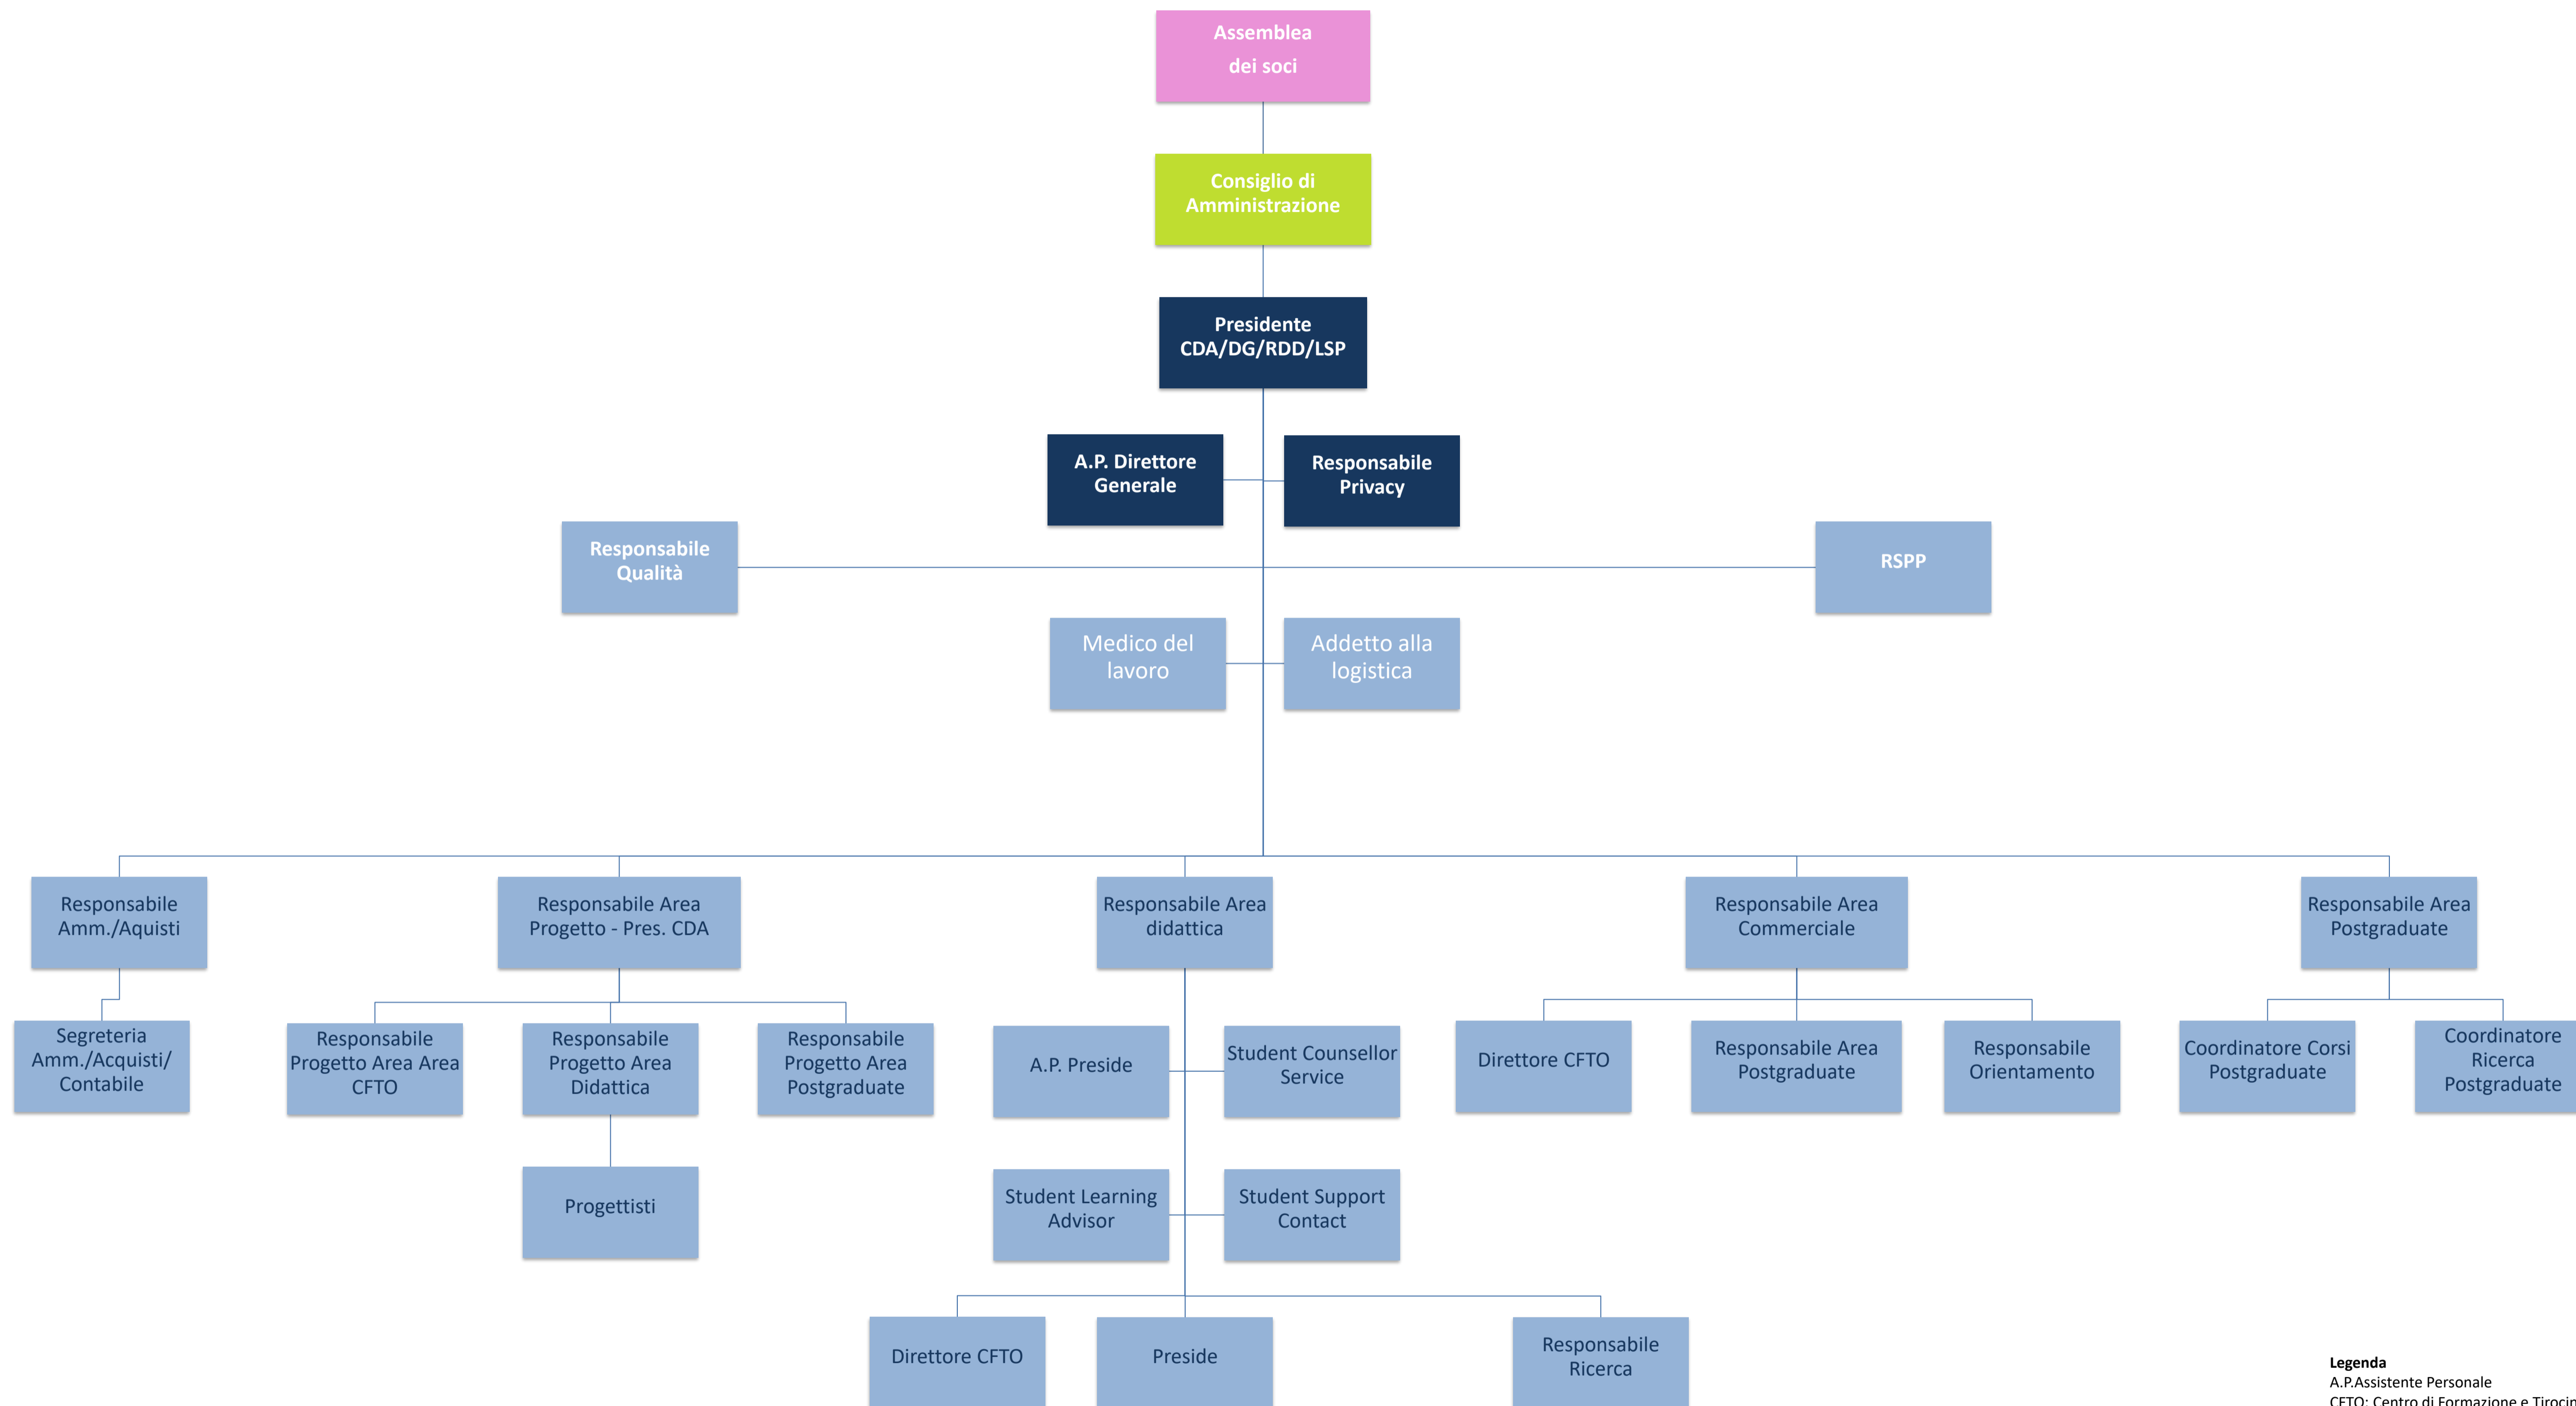 Assemblea
dei soci
Consiglio di
Amministrazione
Presidente
CDA/DG/RDD/LSP
A.P. Direttore
Generale
Responsabile
Privacy
Responsabile
Qualità
RSPP
Medico del
lavoro
Addetto alla
logistica
Responsabile
Amm./Aquisti
Responsabile Area
Progetto - Pres. CDA
Responsabile Area
didattica
Responsabile Area
Commerciale
Responsabile Area
Postgraduate
Segreteria
Amm./Acquisti/
Contabile
Responsabile
Progetto Area Area
CFTO
Responsabile
Progetto Area
Didattica
Responsabile
Progetto Area
Postgraduate
A.P. Preside
Student Counsellor
Service
Direttore CFTO
Responsabile Area
Postgraduate
Responsabile
Orientamento
Coordinatore Corsi
Postgraduate
Coordinatore
Ricerca
Postgraduate
Progettisti
Student Learning
Advisor
Student Support
Contact
Direttore CFTO
Preside
Responsabile
Ricerca
Legenda
A.P.Assistente Personale
CFTO: Centro di Formazione e